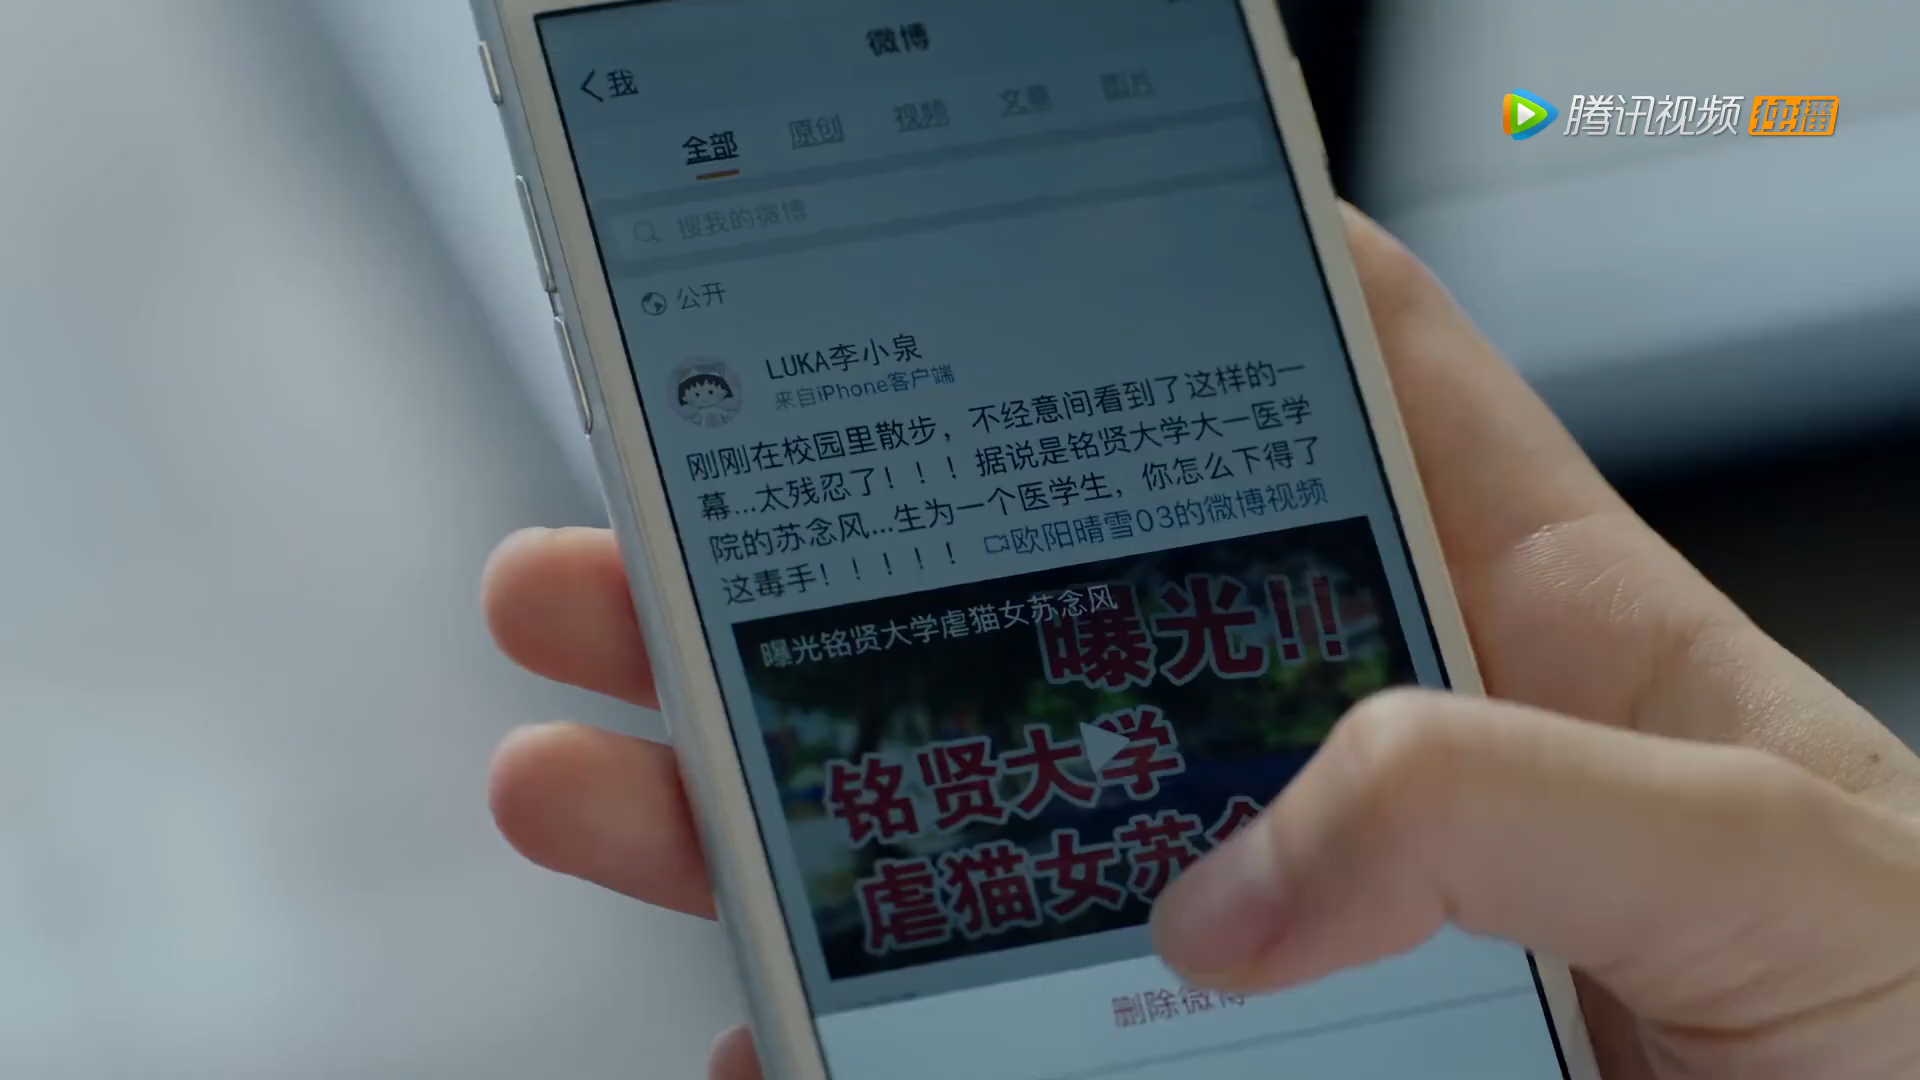 微博
我
全部 原创 视频 文章 图片
腾讯视频 独播
搜我的微博
公开
LUKA李小泉
来自iPhone客户端
刚刚在校园里散步，不经意间看到了这样的一
幕...太残忍了！！！据说是铭贤大学大一医学
院的苏念风...生为一个医学生，你怎么下得了
这毒手！！！！！ 欧阳晴雪03的微博视频
曝光铭贤大学虐猫女苏念风
曝光!!
铭贤大学
虐猫女苏念
删除微博